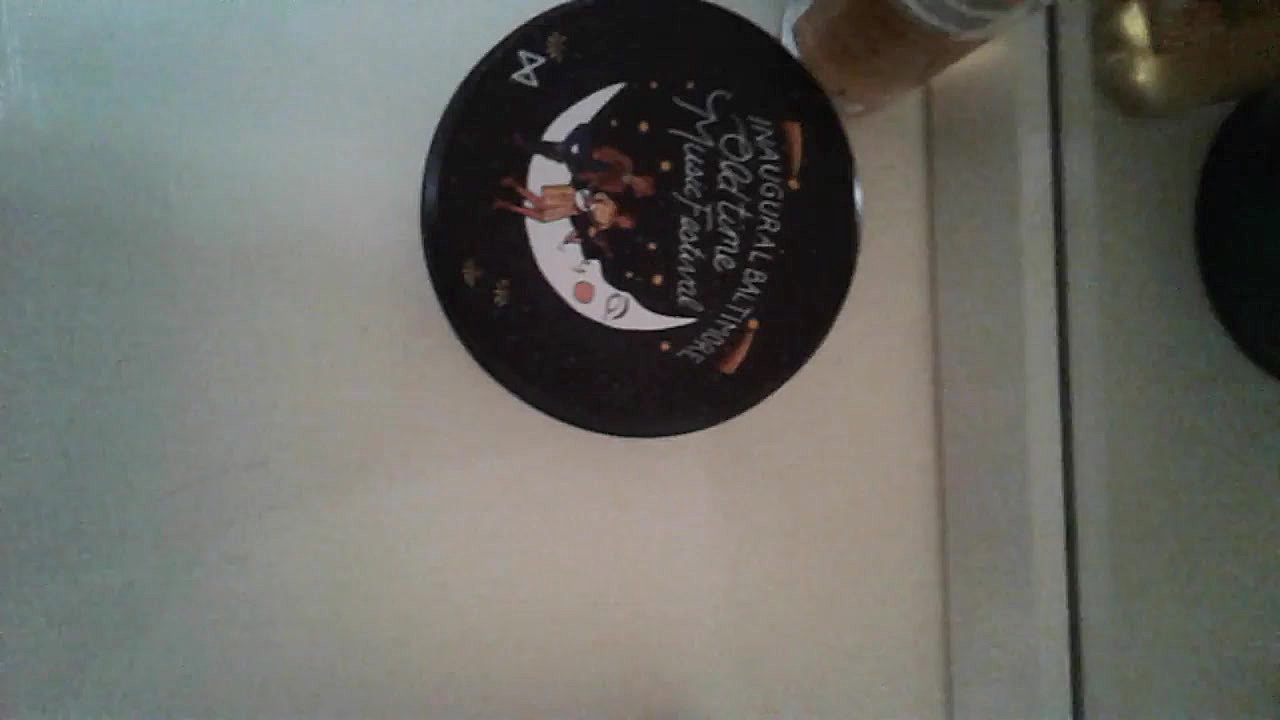 INAUGURAL BALTIMORE
Old time
Music Festival